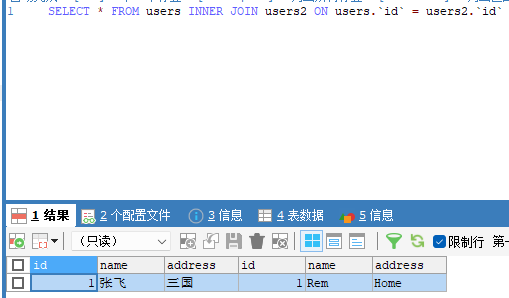 1 SELECT * FROM users INNER JOIN users2 ON users.`id` = users2.`id`
1 结果 2 个配置文件 3 信息 4 表数据 5 信息
(只读) 限制行 第一
id name address id name address
1 张飞 三国 1 Rem Home